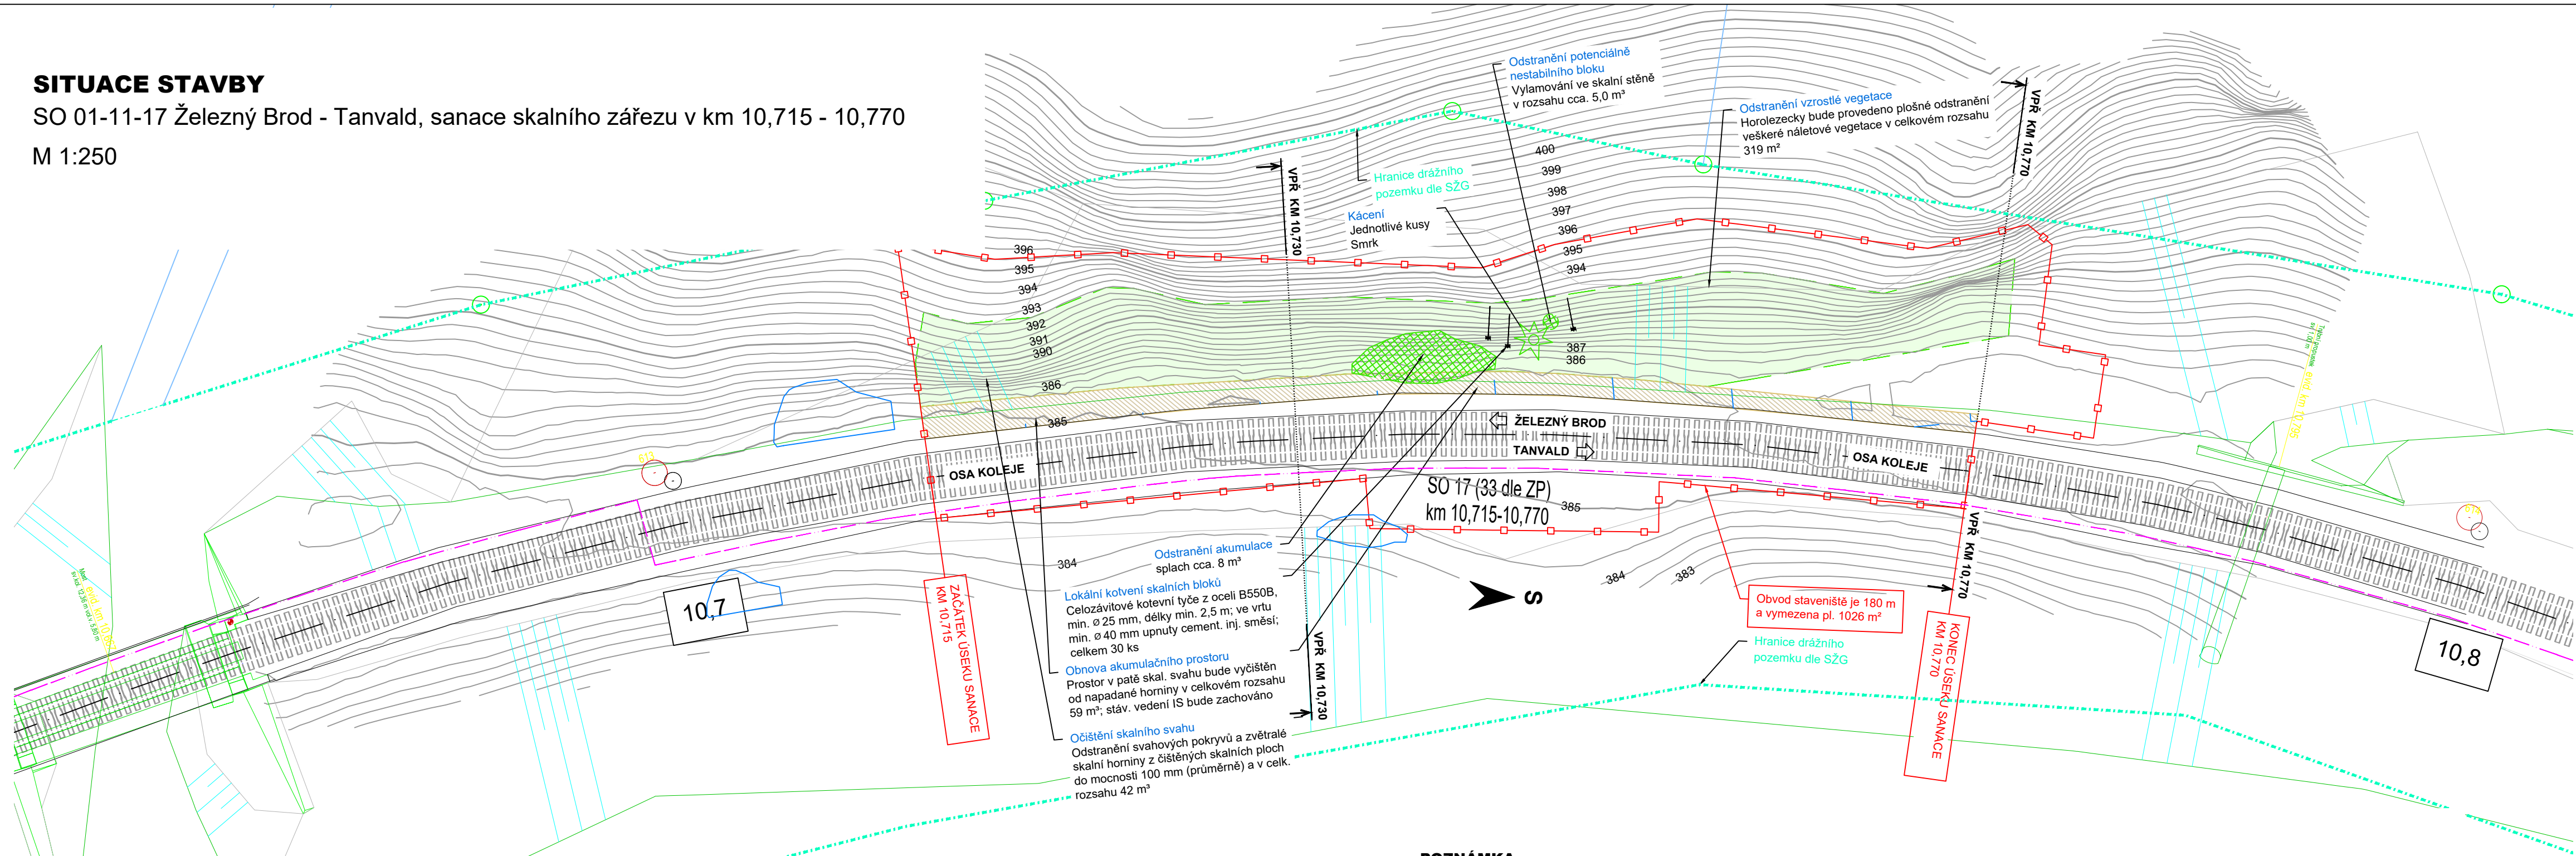 SITUACE STAVBY
SO 01-11-17 Železný Brod - Tanvald, sanace skalního zářezu v km 10,715 - 10,770
M 1:250
Odstranění potenciálně
nestabilního bloku
Vylamování ve skalní stěně
v rozsahu cca. 5,0 m³
Odstranění vzrostlé vegetace
Horolezecky bude provedeno plošné odstranění
veškeré náletové vegetace v celkovém rozsahu
319 m²
VPŘ KM 10,770
VPŘ KM 10,730
Hranice drážního
pozemku dle SŽG
Kácení
Jednotlivé kusy
Smrk
400
399
398
397
396
395
394
396
395
394
393
392
391
390
386
385
387
386
ŽELEZNÝ BROD
TANVALD
OSA KOLEJE
OSA KOLEJE
SO 17 (33 dle ZP)
km 10,715-10,770
385
384
384
383
S
Odstranění akumulace
splach cca. 8 m³
Lokální kotvení skalních bloků
Celozávitové kotevní tyče z oceli B550B,
min. ø 25 mm, délky min. 2,5 m; ve vrtu
min. ø 40 mm upnuty cement. inj. směsí;
celkem 30 ks
Obnova akumulačního prostoru
Prostor v patě skal. svahu bude vyčištěn
od napadané horniny v celkovém rozsahu
59 m³; stáv. vedení IS bude zachováno
Očištění skalního svahu
Odstranění svahových pokryvů a zvětralé
skalní horniny z čištěných skalních ploch
do mocnosti 100 mm (průměrně) a v celk.
rozsahu 42 m³
Obvod staveniště je 180 m
a vymezena pl. 1026 m²
Hranice drážního
pozemku dle SŽG
ZAČÁTEK ÚSEKU SANACE
KM 10,715
KONEC ÚSEKU SANACE
KM 10,770
VPŘ KM 10,730
VPŘ KM 10,770
10,7
10,8
POZNÁMKA